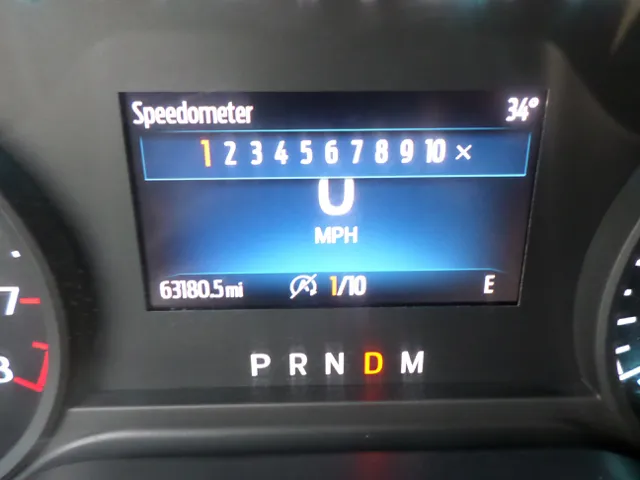 Speedometer 34°
1 2 3 4 5 6 7 8 9 10 ×
0
MPH
63180.5 mi 1/10 E
P R N D M
7
8